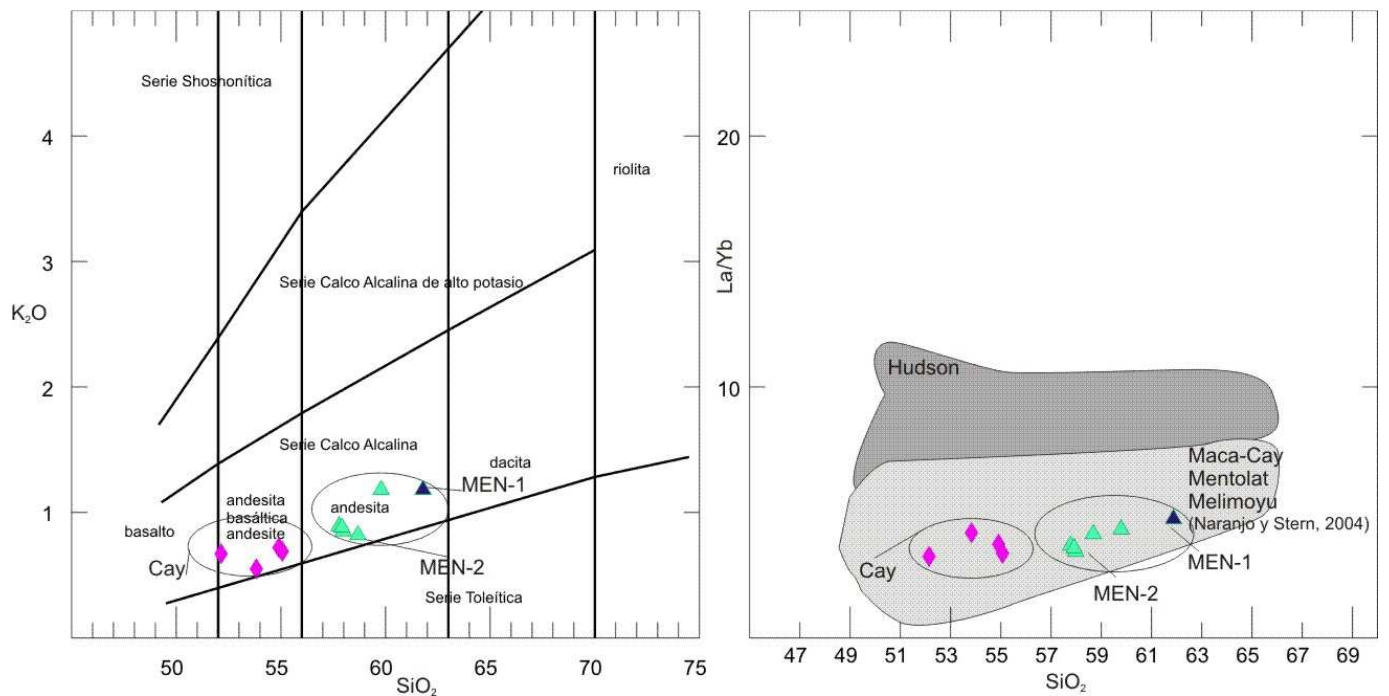 Serie Shoshonítica
4
riolita
3
Serie Calco Alcalina de alto potasio
K₂O
2
Serie Calco Alcalina
dacita
MEN-1
andesita
andesita
1
basáltica
basalto
andesite
Cay
MEN-2
Serie Toleítica
50
55
60
65
70
75
SiO₂
20
La/Yb
10
Hudson
Maca-Cay
Mentolat
Melimoyu
(Naranjo y Stern, 2004)
MEN-1
Cay
MEN-2
47
49
51
53
55
57
59
61
63
65
67
69
SiO₂